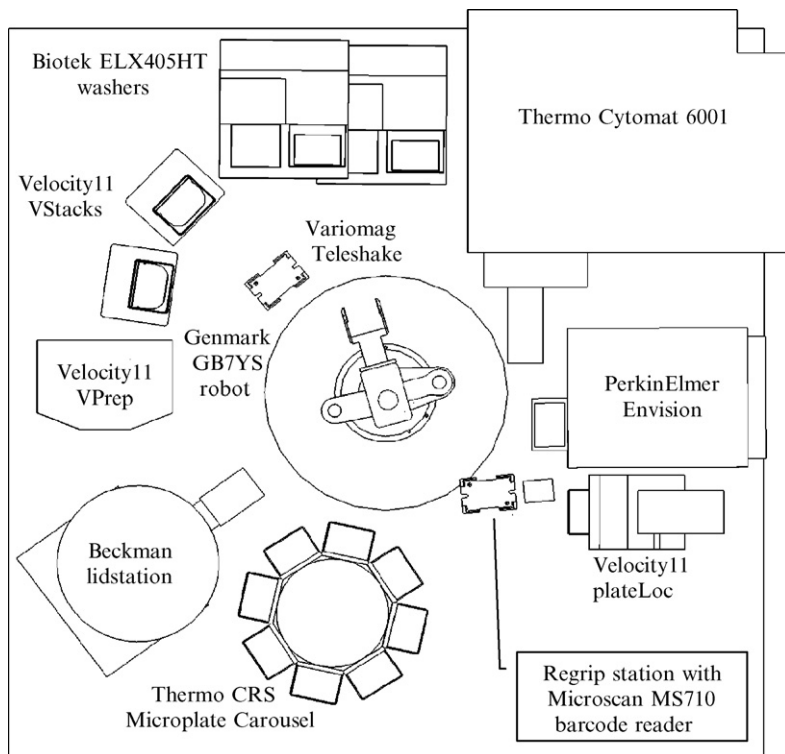 Biotek ELX405HT
washers
Thermo Cytomat 6001
Velocity11
VStacks
Variomag
Teleshake
Genmark
GB7YS
robot
Velocity11
VPrep
PerkinElmer
Envision
Beckman
lidstation
Velocity11
plateLoc
Thermo CRS
Microplate Carousel
Regrip station with
Microscan MS710
barcode reader